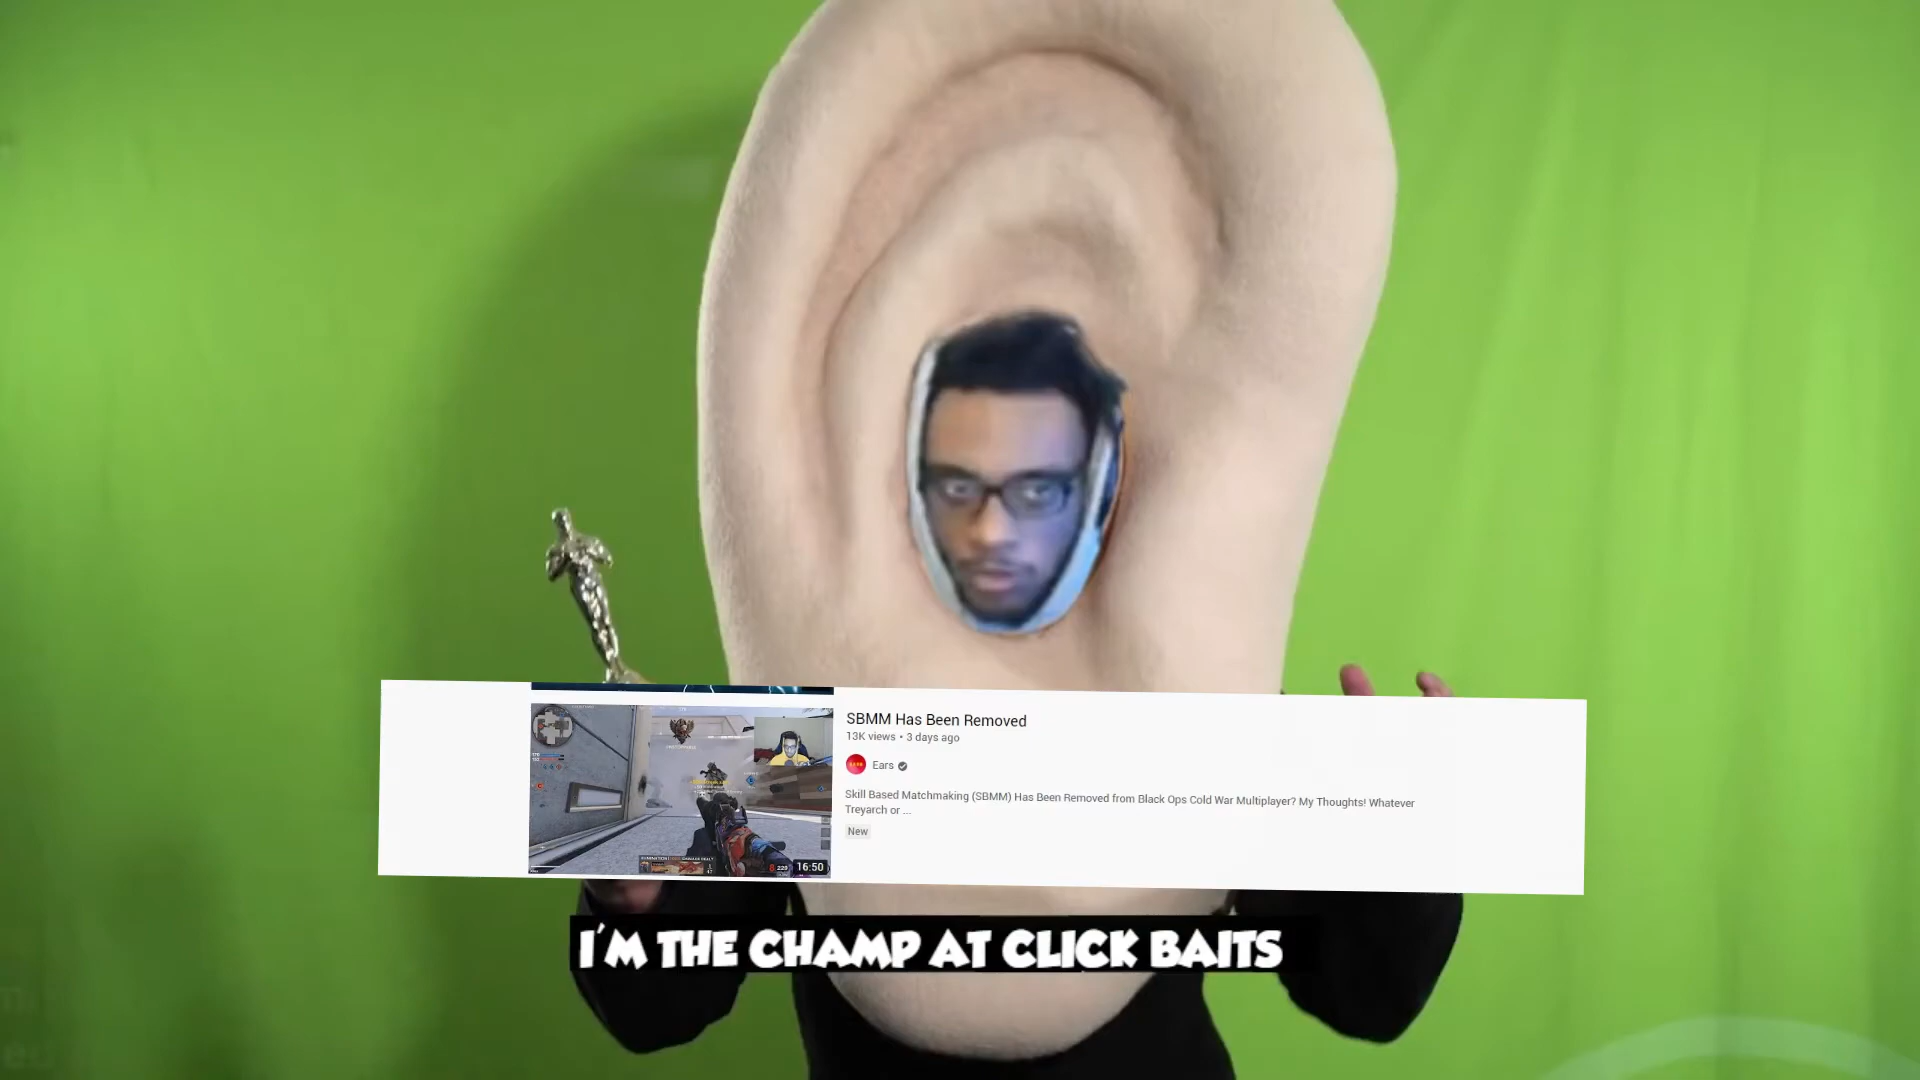 SBMM Has Been Removed
13K views • 3 days ago
Ears
Skill Based Matchmaking (SBMM) Has Been Removed from Black Ops Cold War Multiplayer? My Thoughts! Whatever
Treyarch or ...
New
16:50
I'M THE CHAMP AT CLICK BAITS